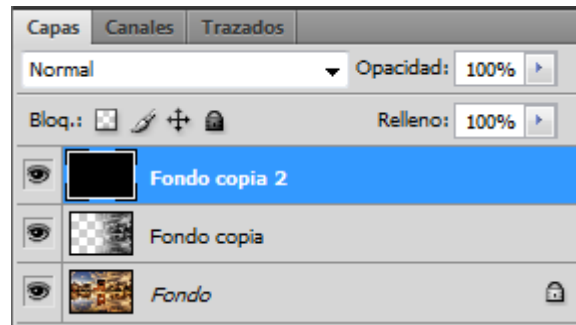 Capas Canales Trazados
Normal Opacidad: 100%
Bloq.: Relleno: 100%
Fondo copia 2
Fondo copia
Fondo